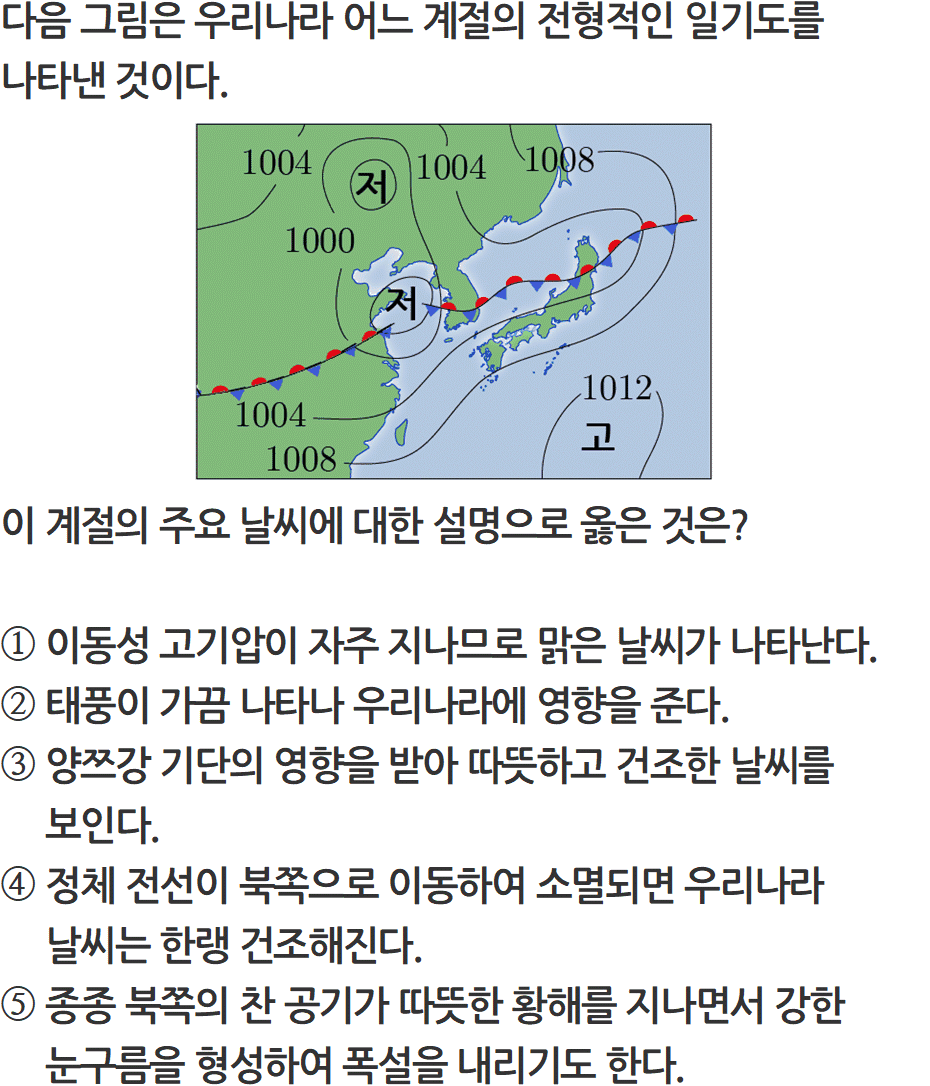 다음 그림은 우리나라 어느 계절의 전형적인 일기도를
나타낸 것이다.
1004
저
1004
1008
1000
저
1012
1004
고
1008
이 계절의 주요 날씨에 대한 설명으로 옳은 것은?
① 이동성 고기압이 자주 지나므로 맑은 날씨가 나타난다.
② 태풍이 가끔 나타나 우리나라에 영향을 준다.
③ 양쯔강 기단의 영향을 받아 따뜻하고 건조한 날씨를
보인다.
④ 정체 전선이 북쪽으로 이동하여 소멸되면 우리나라
날씨는 한랭 건조해진다.
⑤ 종종 북쪽의 찬 공기가 따뜻한 황해를 지나면서 강한
눈구름을 형성하여 폭설을 내리기도 한다.